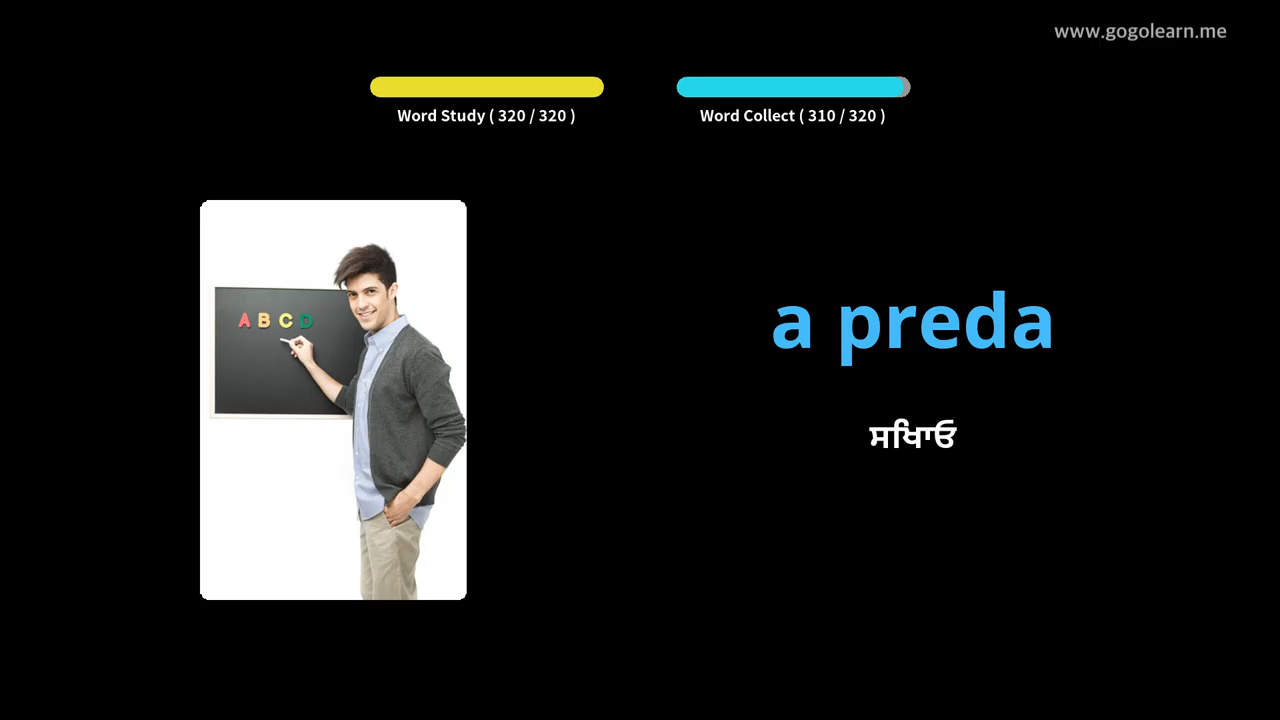 www.gogolearn.me
Word Study ( 320 / 320 )
Word Collect ( 310 / 320 )
A B C D
a preda
ਸਿਖਾਓ